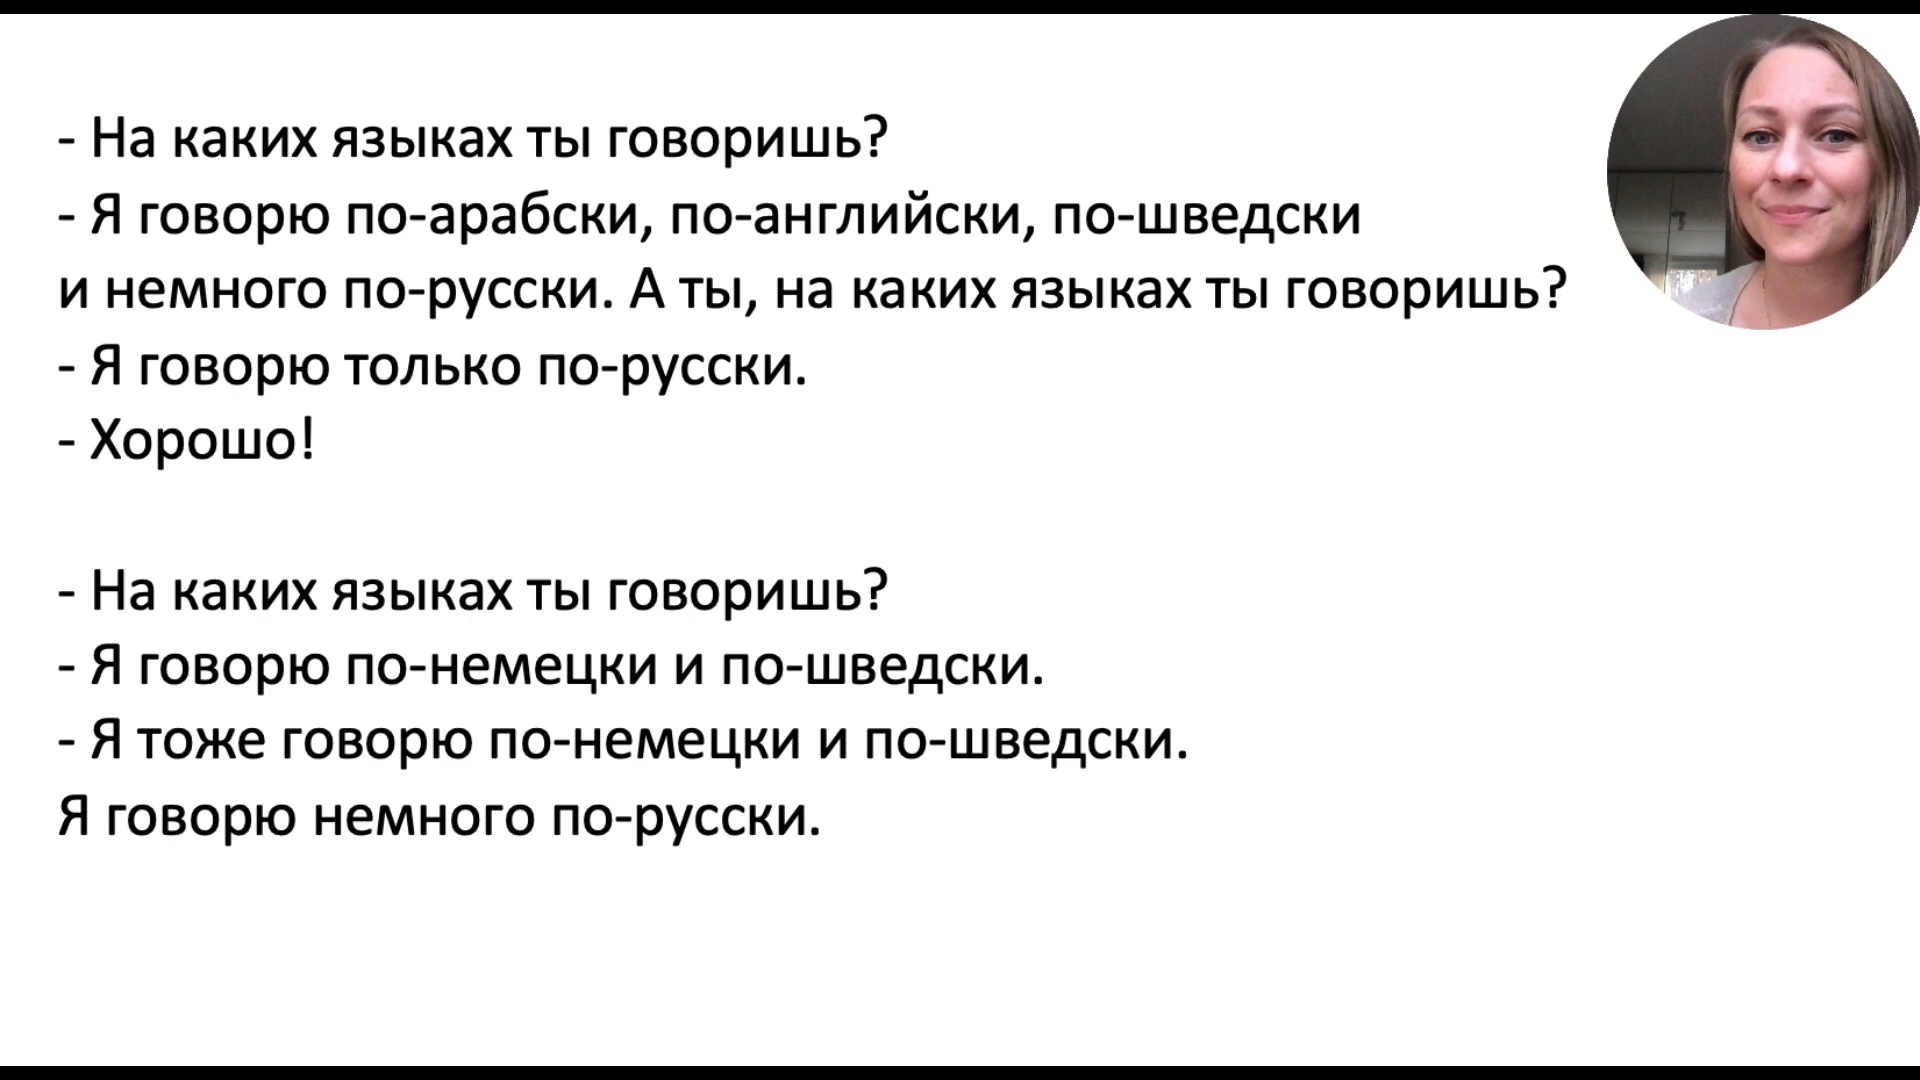 - На каких языках ты говоришь?
- Я говорю по-арабски, по-английски, по-шведски
и немного по-русски. А ты, на каких языках ты говоришь?
- Я говорю только по-русски.
- Хорошо!
- На каких языках ты говоришь?
- Я говорю по-немецки и по-шведски.
- Я тоже говорю по-немецки и по-шведски.
Я говорю немного по-русски.